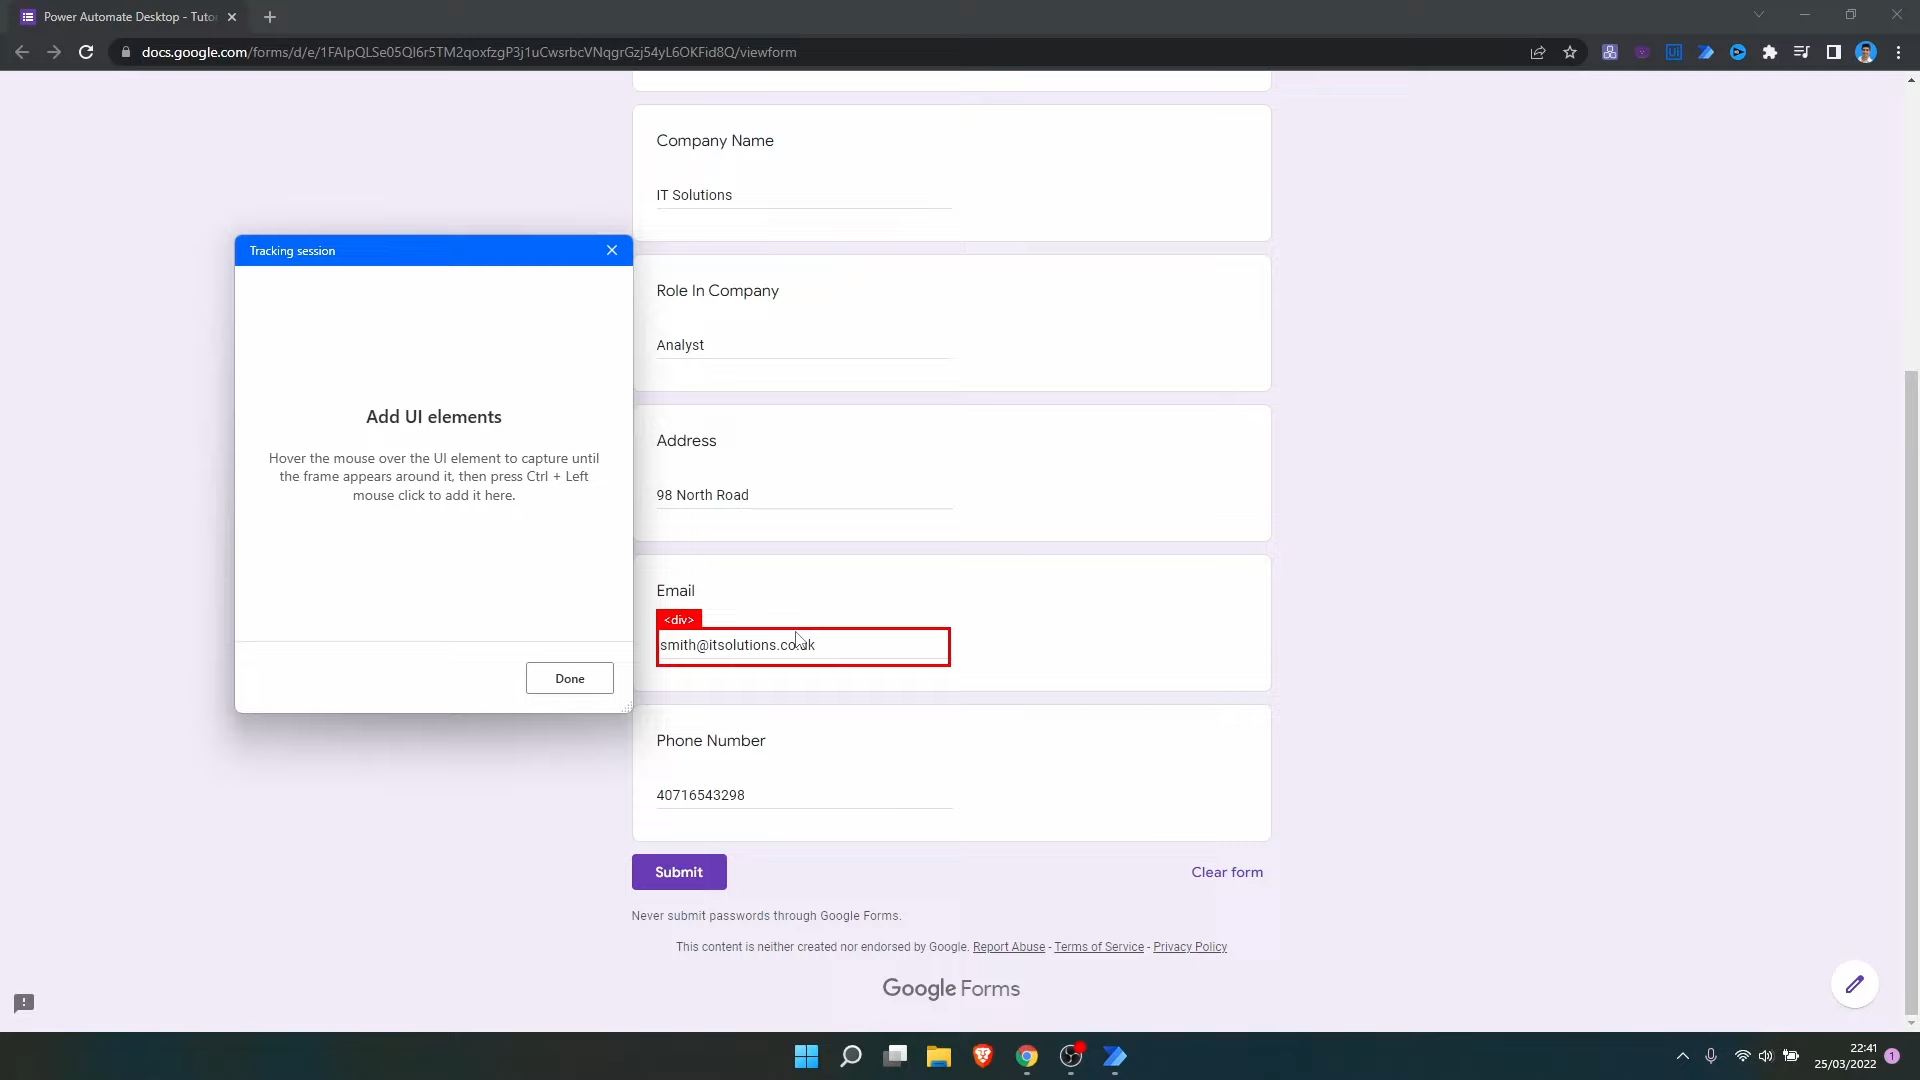 Power Automate Desktop - Tutor
docs.google.com/forms/d/e/1FAIpQLSe05Ql6r5TM2qoxfzgP3j1uCwsrbcVNqgrGzj54yL6OKFid8Q/viewform
Company Name
IT Solutions
Tracking session
Role In Company
Analyst
Add UI elements
Hover the mouse over the UI element to capture until
the frame appears around it, then press Ctrl + Left
mouse click to add it here.
Address
98 North Road
Email
<div>
smith@itsolutions.co.uk
Done
Phone Number
40716543298
Submit
Clear form
Never submit passwords through Google Forms.
This content is neither created nor endorsed by Google. Report Abuse - Terms of Service - Privacy Policy
Google Forms
22:41
25/03/2022
1